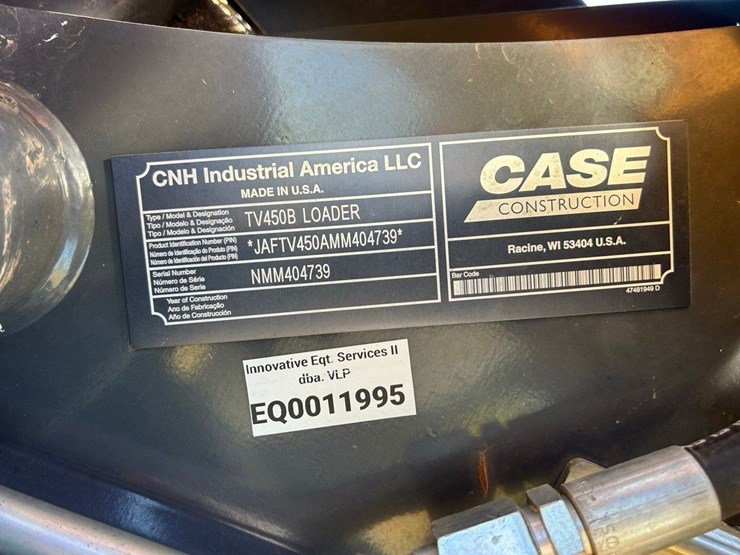 CNH Industrial America LLC
MADE IN U.S.A.
Type / Model & Designation
Tipo / Modelo & Designação
Tipo / Modelo & Designación
TV450B LOADER
Product Identification Number (PIN)
Número de Identificação do Produto (PIN)
Número de Identificación del Producto (PIN)
*JAFTV450AMM404739*
Serial Number
Número de Série
Número de Serie
NMM404739
Year of Construction
Ano de Fabricação
Año de Construcción
CASE
CONSTRUCTION
Racine, WI 53404 U.S.A.
Bar Code
47481949 D
Innovative Eqt. Services II
dba. VLP
EQ0011995